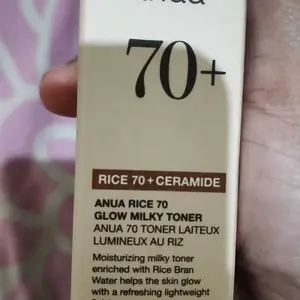 70+
RICE 70 + CERAMIDE
ANUA RICE 70
GLOW MILKY TONER
ANUA 70 TONER LAITEUX
LUMINEUX AU RIZ
Moisturizing milky toner
enriched with Rice Bran
Water helps the skin glow
with a refreshing lightweight